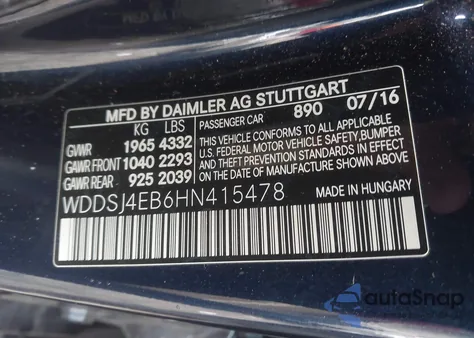 MFD BY DAIMLER AG STUTTGART
KG LBS PASSENGER CAR 890 07/16
GVWR 1965 4332
GAWR FRONT 1040 2293
GAWR REAR 925 2039
THIS VEHICLE CONFORMS TO ALL APPLICABLE
U.S. FEDERAL MOTOR VEHICLE SAFETY,BUMPER
AND THEFT PREVENTION STANDARDS IN EFFECT
ON THE DATE OF MANUFACTURE SHOWN ABOVE.
WDDSJ4EB6HN415478 MADE IN HUNGARY
autoSnap